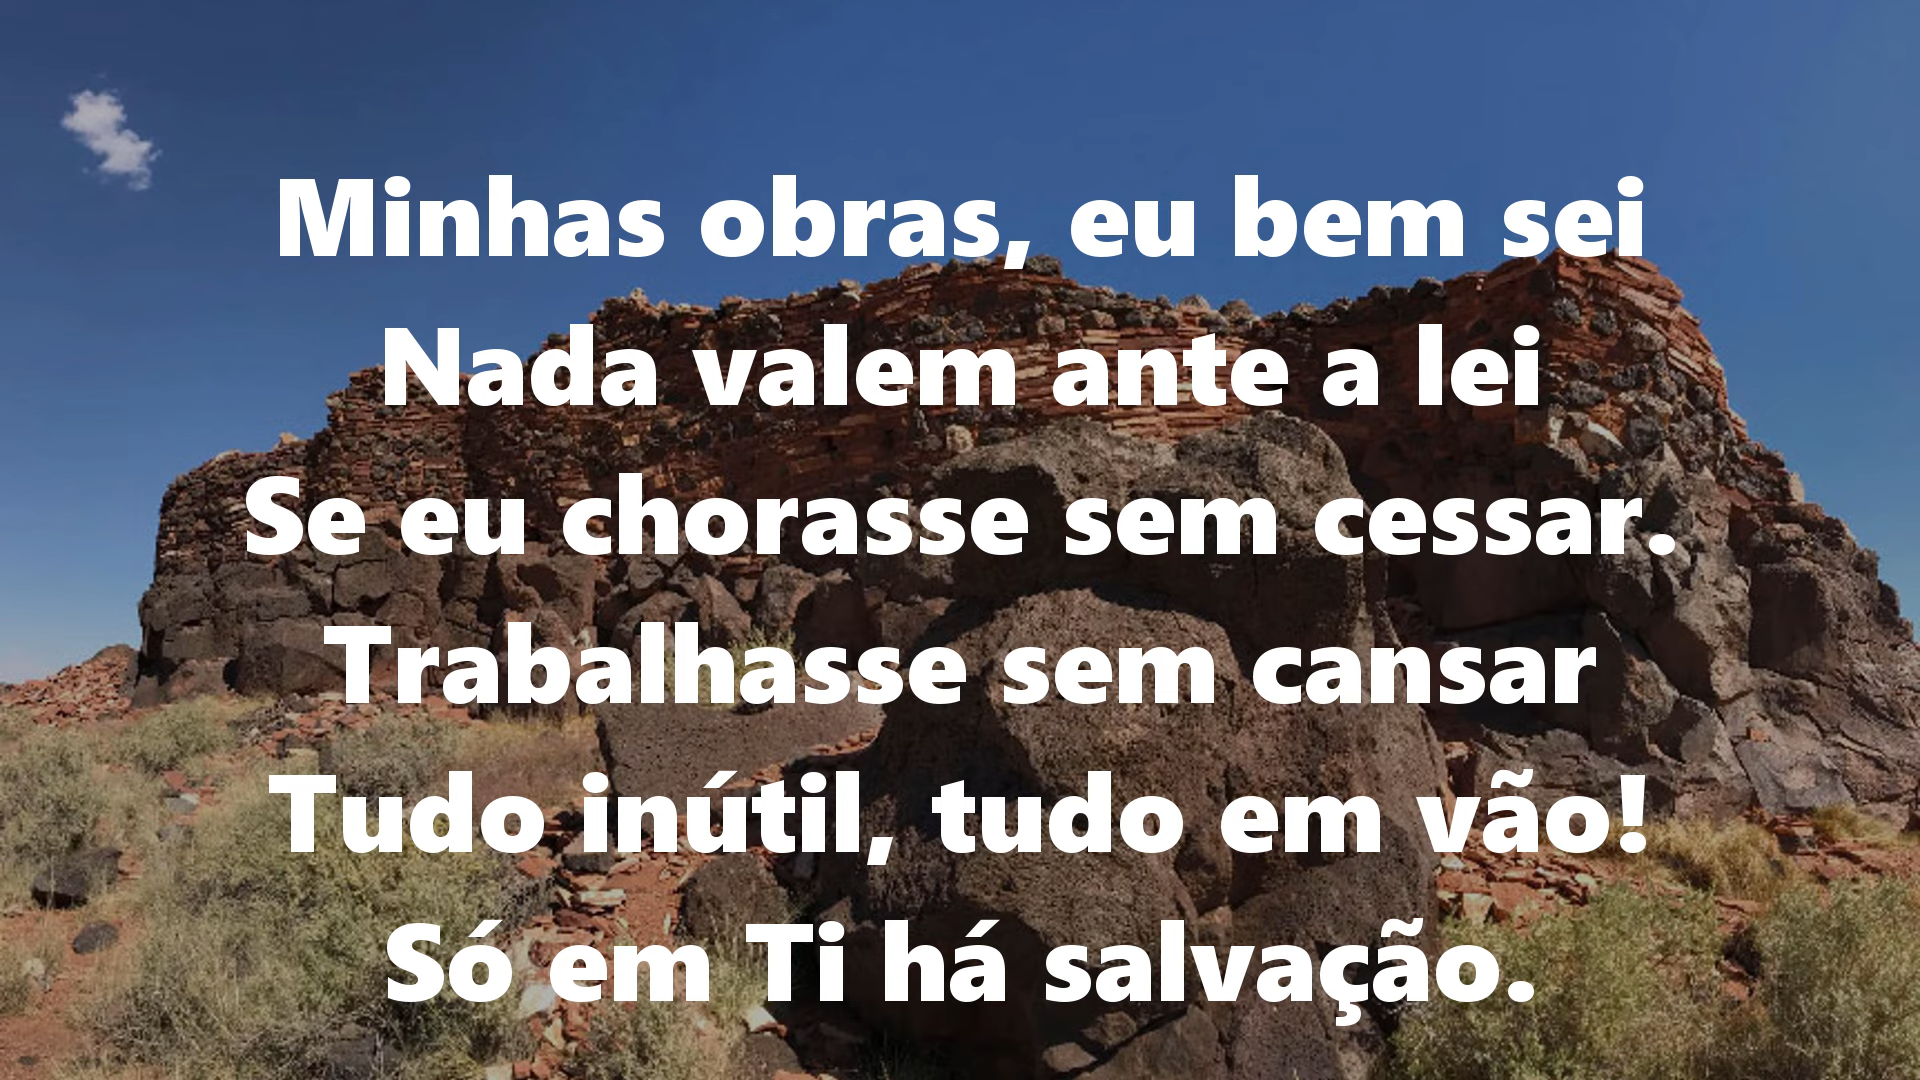 Minhas obras, eu bem sei
Nada valem ante a lei
Se eu chorasse sem cessar.
Trabalhasse sem cansar
Tudo inútil, tudo em vão!
Só em Ti há salvação.